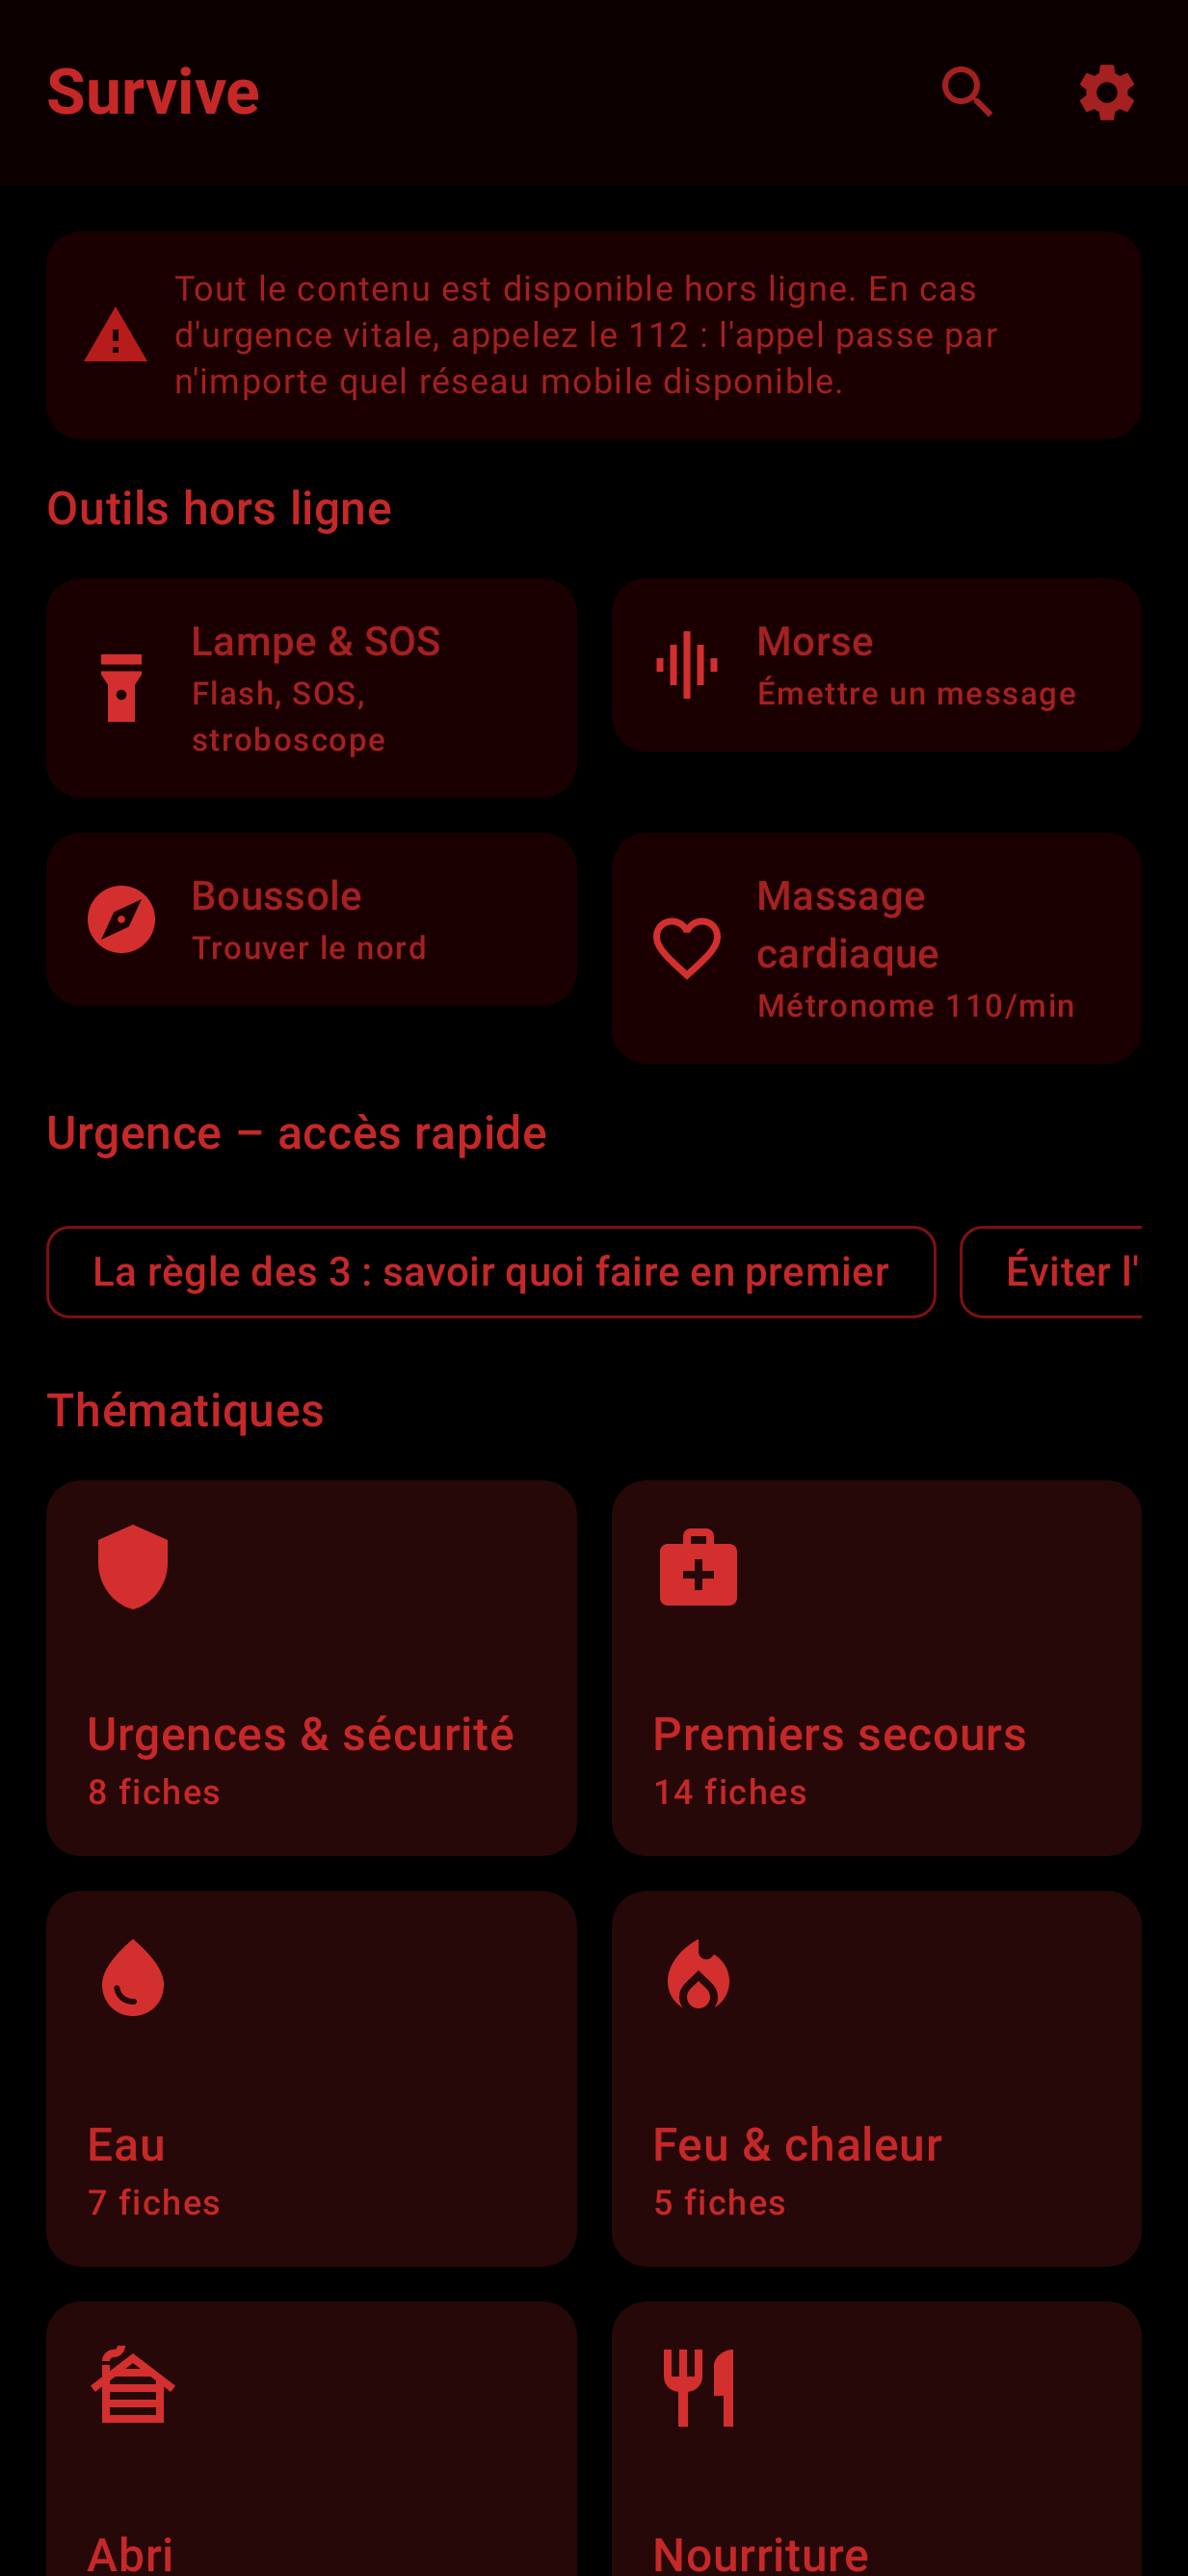 Survive
Tout le contenu est disponible hors ligne. En cas
d'urgence vitale, appelez le 112 : l'appel passe par
n'importe quel réseau mobile disponible.
Outils hors ligne
Lampe & SOS
Flash, SOS,
stroboscope
Morse
Émettre un message
Boussole
Trouver le nord
Massage
cardiaque
Métronome 110/min
Urgence – accès rapide
La règle des 3 : savoir quoi faire en premier
Éviter l'
Thématiques
Urgences & sécurité
8 fiches
Premiers secours
14 fiches
Eau
7 fiches
Feu & chaleur
5 fiches
Abri
Nourriture